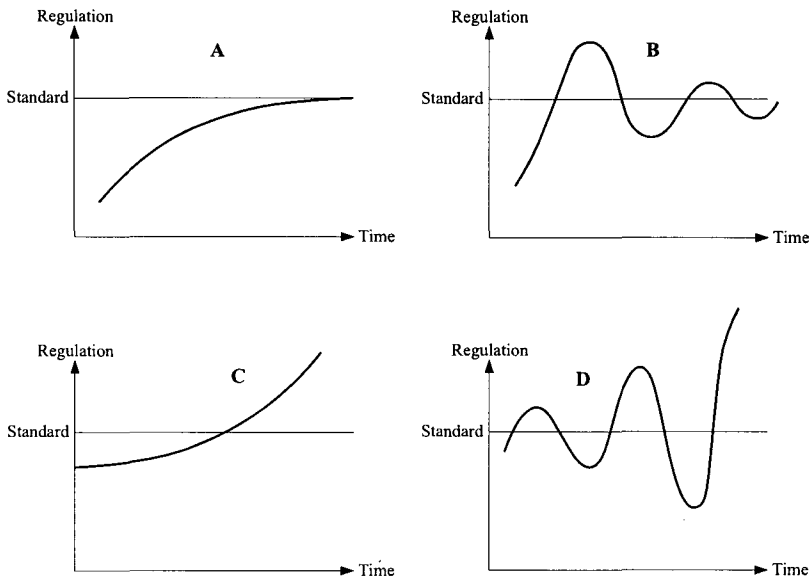 Regulation
A
Standard
Time
Regulation
B
Standard
Time
Regulation
C
Standard
Time
Regulation
D
Standard
Time